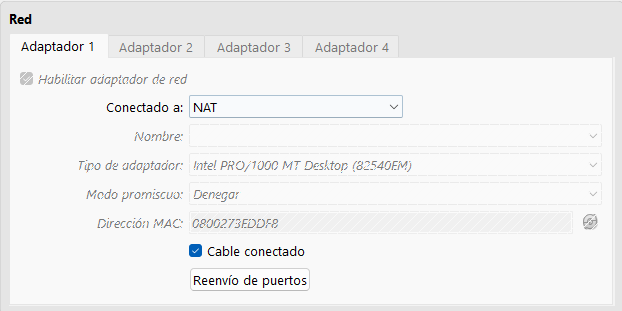 Red
Adaptador 1 Adaptador 2 Adaptador 3 Adaptador 4
Habilitar adaptador de red
Conectado a: NAT
Nombre:
Tipo de adaptador: Intel PRO/1000 MT Desktop (82540EM)
Modo promiscuo: Denegar
Dirección MAC: 0800273EDDF8
Cable conectado
Reenvío de puertos